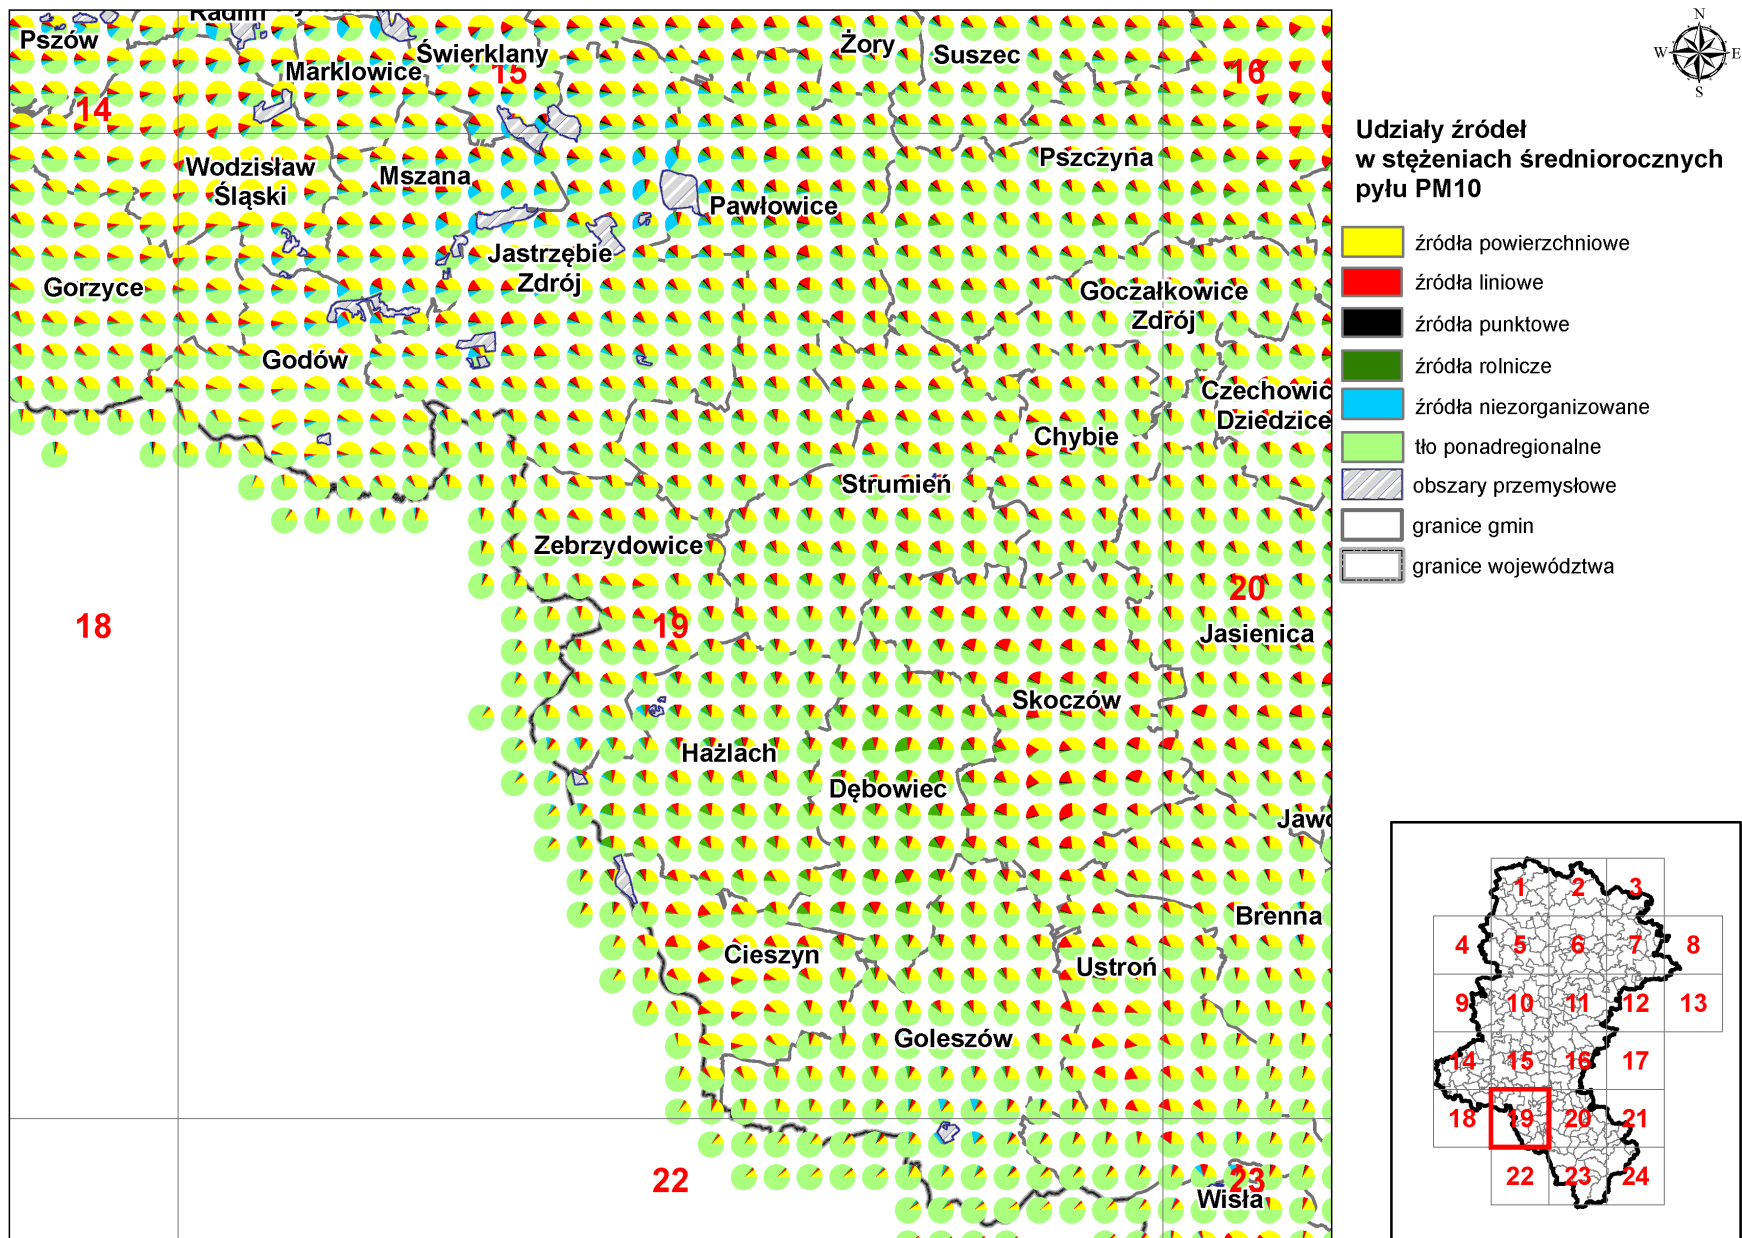 Radlin
Pszów
Świerklany
Marklowice
15
Żory
Suszec
16
14
Wodzisław
Śląski
Mszana
Pszczyna
Pawłowice
Jastrzębie
Zdrój
Gorzyce
Goczałkowice
Zdrój
Godów
Czechowic
Dziedzice
Chybie
Strumień
Zebrzydowice
18
19
20
Jasienica
Skoczów
Hażlach
Dębowiec
Jawo
Brenna
Cieszyn
Ustroń
Goleszów
22
23
Wisła
N
W
E
S
Udziały źródeł
w stężeniach średniorocznych
pyłu PM10
źródła powierzchniowe
źródła liniowe
źródła punktowe
źródła rolnicze
źródła niezorganizowane
tło ponadregionalne
obszary przemysłowe
granice gmin
granice województwa
1 2 3
4 5 6 7 8
9 10 11 12 13
14 15 16 17
18 19 20 21
22 23 24